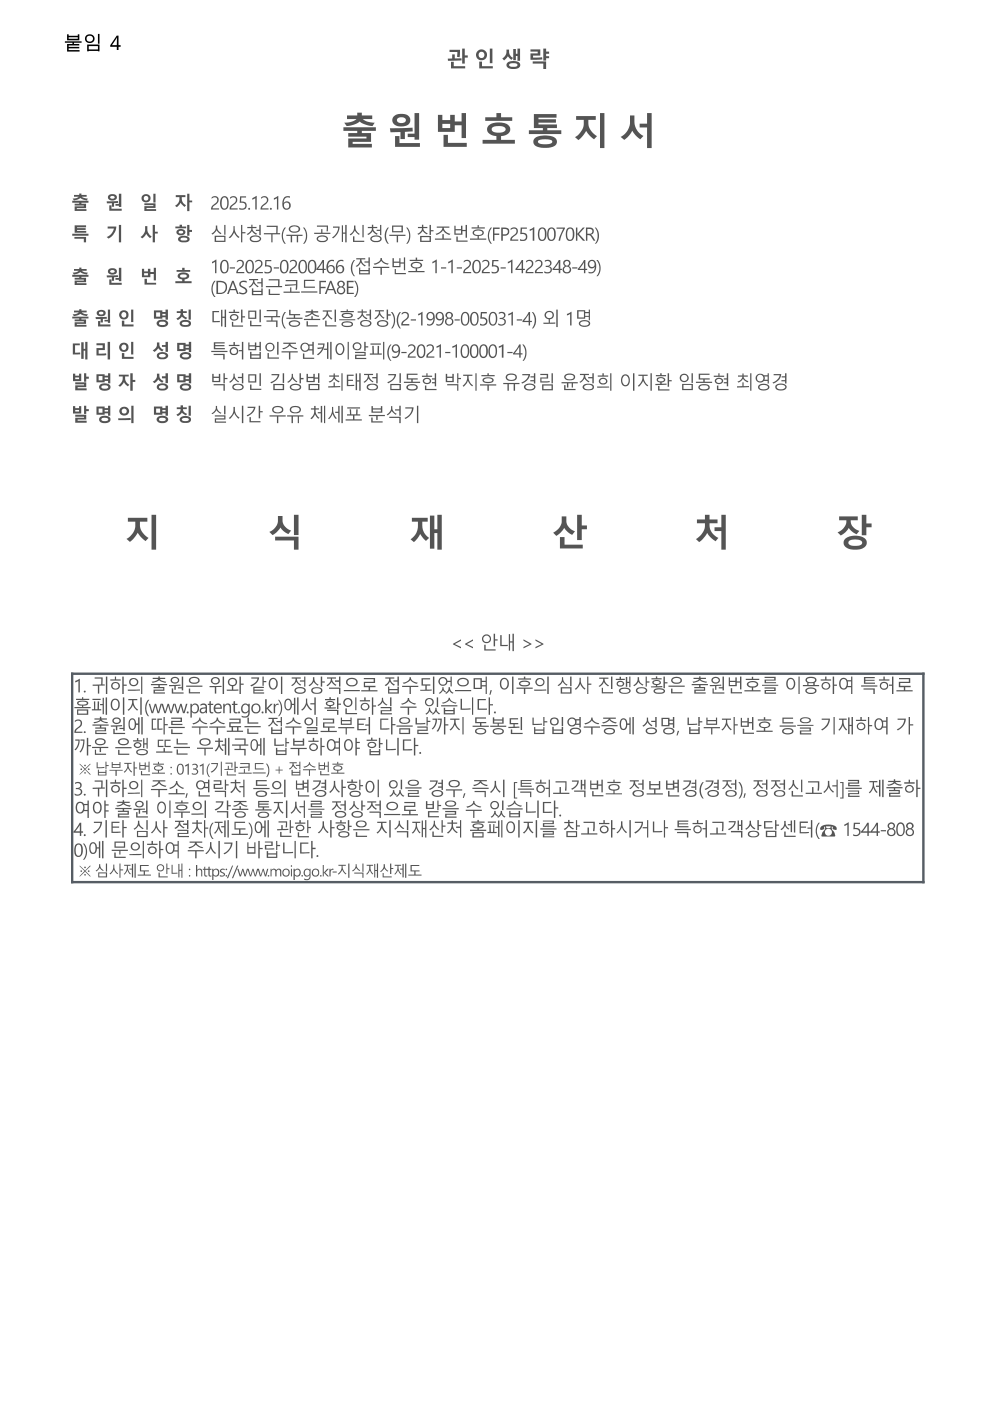 붙임 4
관 인 생 략
출 원 번 호 통 지 서
출 원 일 자 2025.12.16
특 기 사 항 심사청구(유) 공개신청(무) 참조번호(FP2510070KR)
출 원 번 호 10-2025-0200466 (접수번호 1-1-2025-1422348-49)
(DAS접근코드FA8E)
출 원 인 명 칭 대한민국(농촌진흥청장)(2-1998-005031-4) 외 1명
대 리 인 성 명 특허법인주연케이알피(9-2021-100001-4)
발 명 자 성 명 박성민 김상범 최태정 김동현 박지후 유경림 윤정희 이지환 임동현 최영경
발 명 의 명 칭 실시간 우유 체세포 분석기
지 식 재 산 처 장
<< 안내 >>
1. 귀하의 출원은 위와 같이 정상적으로 접수되었으며, 이후의 심사 진행상황은 출원번호를 이용하여 특허로
홈페이지(www.patent.go.kr)에서 확인하실 수 있습니다.
2. 출원에 따른 수수료는 접수일로부터 다음날까지 동봉된 납입영수증에 성명, 납부자번호 등을 기재하여 가
까운 은행 또는 우체국에 납부하여야 합니다.
※ 납부자번호 : 0131(기관코드) + 접수번호
3. 귀하의 주소, 연락처 등의 변경사항이 있을 경우, 즉시 [특허고객번호 정보변경(경정), 정정신고서]를 제출하
여야 출원 이후의 각종 통지서를 정상적으로 받을 수 있습니다.
4. 기타 심사 절차(제도)에 관한 사항은 지식재산처 홈페이지를 참고하시거나 특허고객상담센터(☎ 1544-808
0)에 문의하여 주시기 바랍니다.
※ 심사제도 안내 : https://www.moip.go.kr-지식재산제도